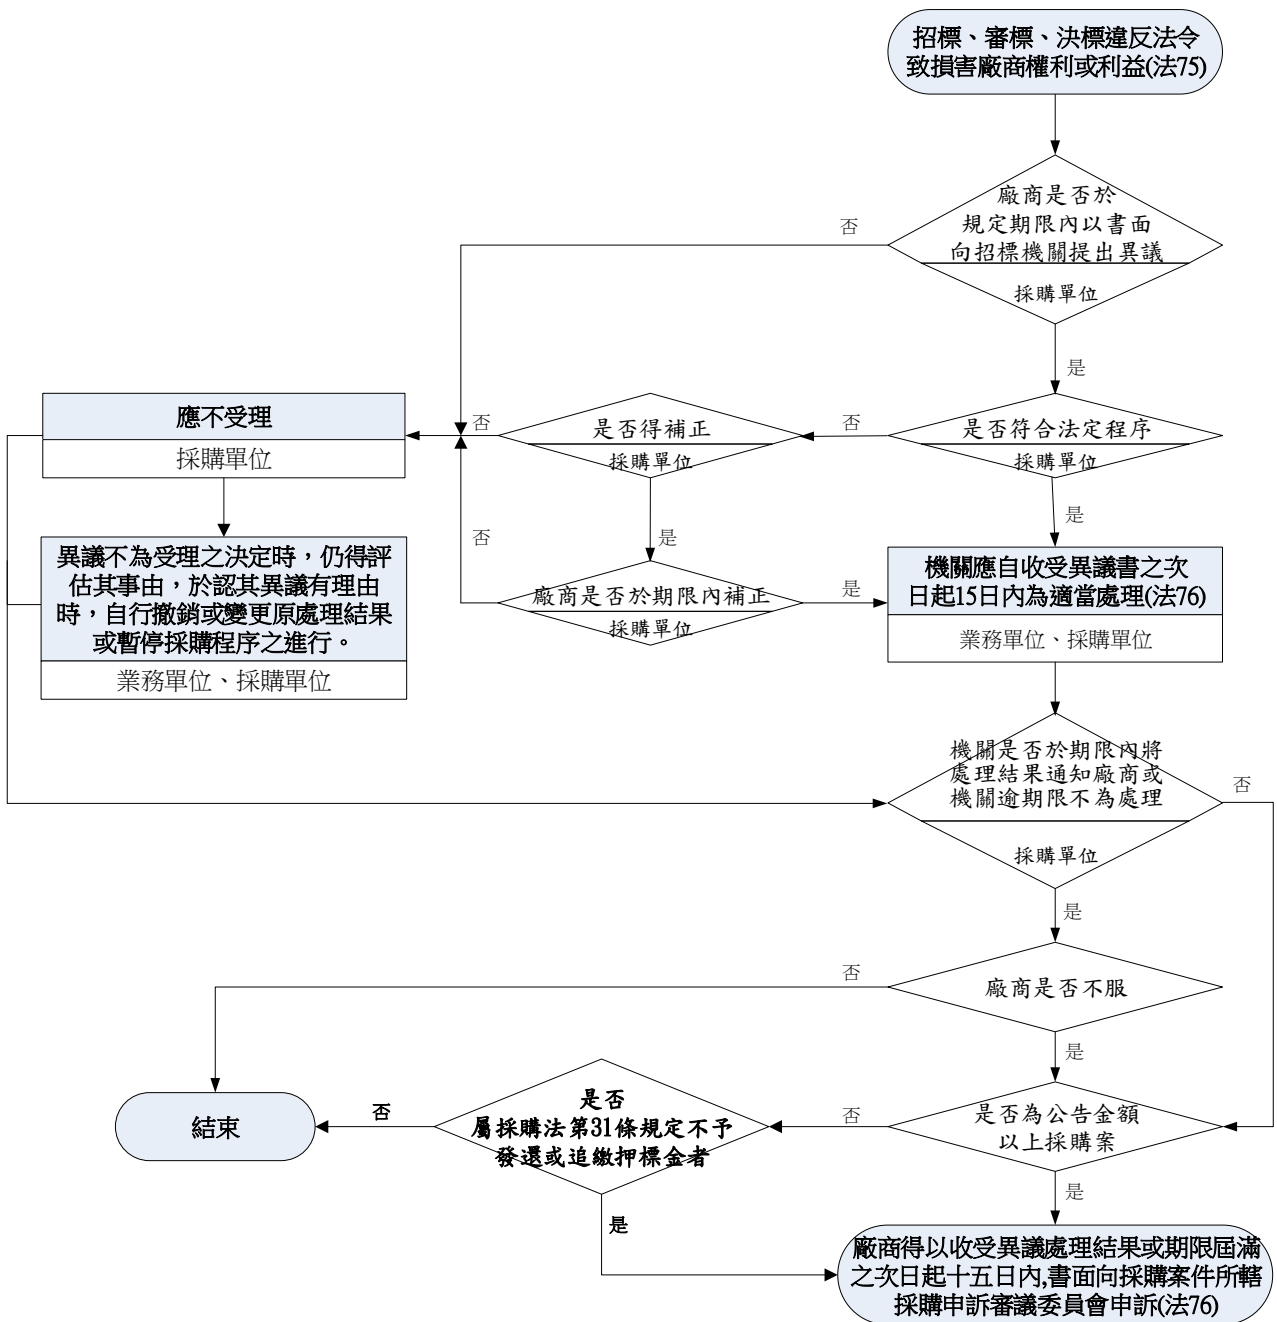 招標、審標、決標違反法令
致損害廠商權利或利益(法75)
廠商是否於
規定期限內以書面
向招標機關提出異議
採購單位
否
是
是否符合法定程序
採購單位
否
是
是否得補正
採購單位
否
是
應不受理
採購單位
異議不為受理之決定時，仍得評
估其事由，於認其異議有理由
時，自行撤銷或變更原處理結果
或暫停採購程序之進行。
業務單位、採購單位
廠商是否於期限內補正
採購單位
否
是
機關應自收受異議書之次
日起15日內為適當處理(法76)
業務單位、採購單位
機關是否於期限內將
處理結果通知廠商或
機關逾期限不為處理
採購單位
否
是
廠商是否不服
否
是
是否為公告金額
以上採購案
否
是
是否
屬採購法第31條規定不予
發還或追繳押標金者
否
是
結束
廠商得以收受異議處理結果或期限屆滿
之次日起十五日內,書面向採購案件所轄
採購申訴審議委員會申訴(法76)